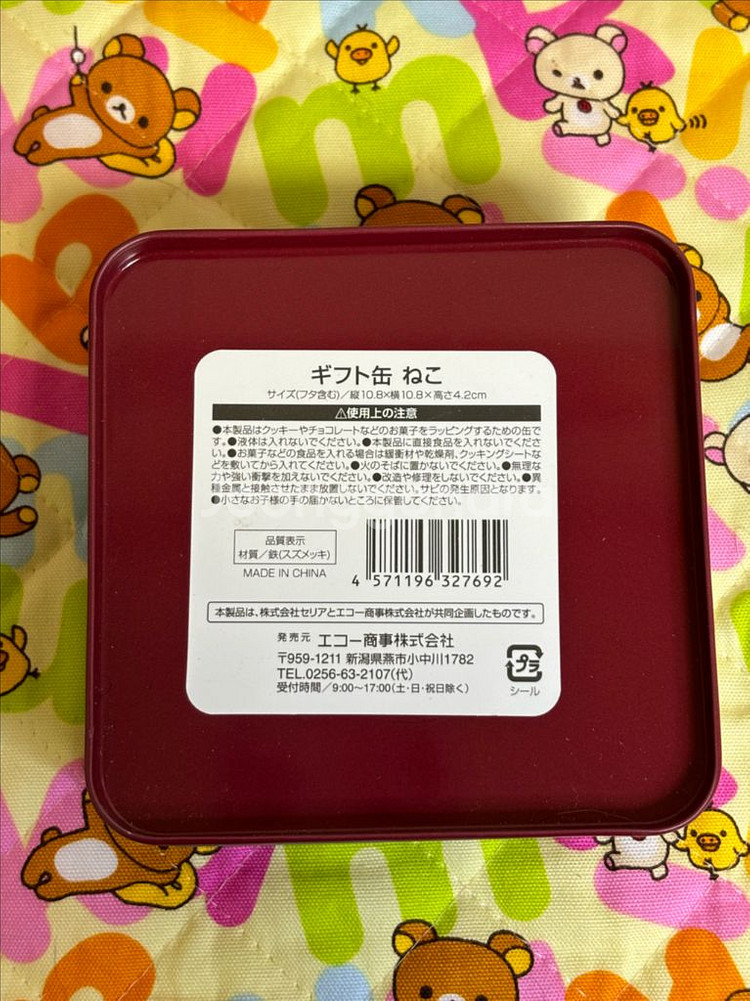 ギフト缶 ねこ
サイズ(フタ含む)/縦10.8×横10.8×高さ4.2cm
⚠使用上の注意
●本製品はクッキーやチョコレートなどのお菓子をラッピングするための缶で
す。●液体は入れないでください。●本製品に直接食品を入れないでくださ
い。●お菓子などの食品を入れる場合は緩衝材や乾燥剤、クッキングシートな
どを敷いてから入れてください。●火のそばに置かないでください。●無理な
力や強い衝撃を加えないでください。●改造や修理をしないでください。●異
種金属と接触させたまま放置しないでください。サビの発生原因となります。
●小さなお子様の手の届かないところに保管してください。
品質表示
材質/鉄(スズメッキ)
MADE IN CHINA
4 571196 327692
本製品は、株式会社セリアとエコー商事株式会社が共同企画したものです。
発売元 エコー商事株式会社
〒959-1211 新潟県燕市小中川1782
TEL.0256-63-2107(代)
受付時間/9:00〜17:00(土・日・祝日除く)
プラ
シール